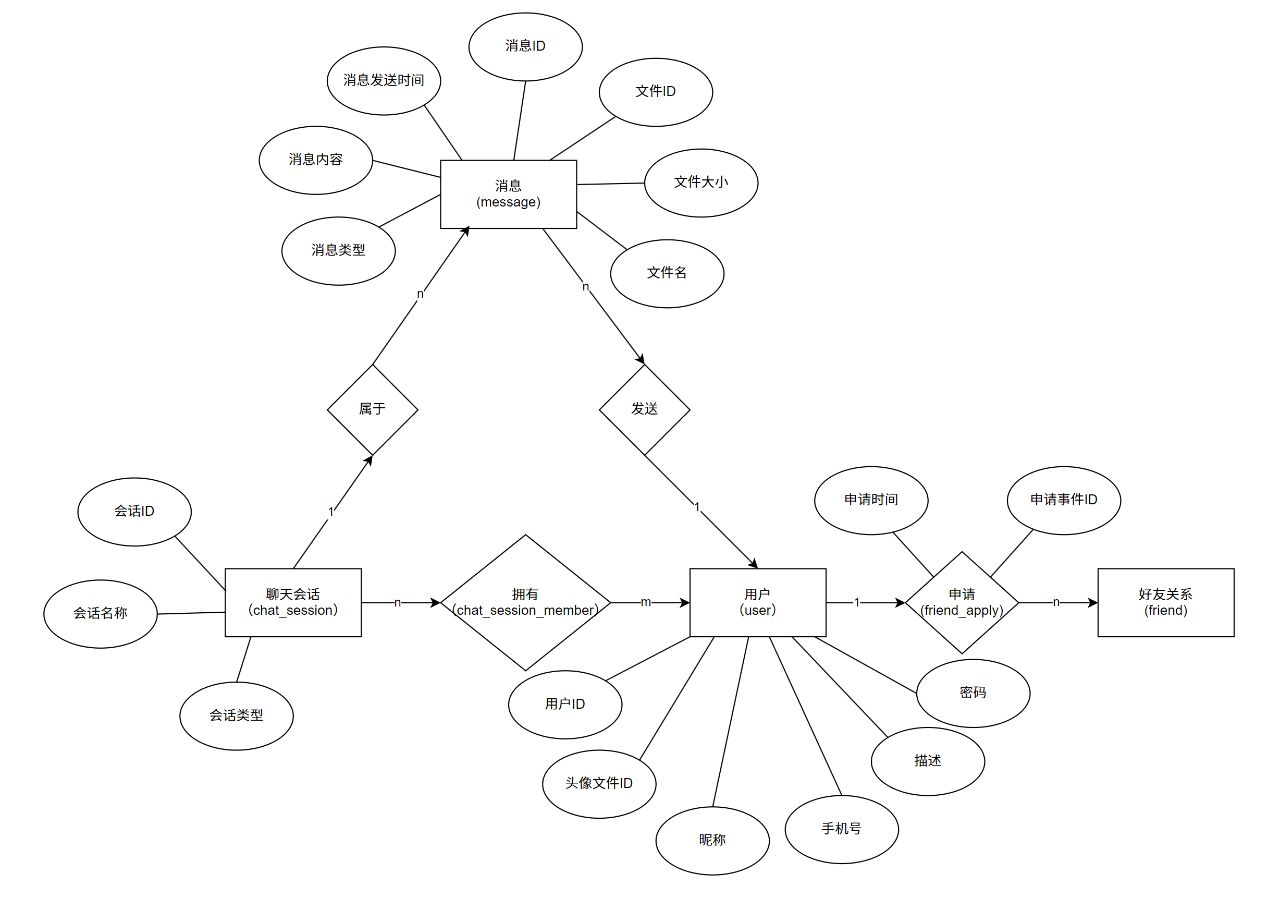 消息ID
消息发送时间
文件ID
消息内容
文件大小
消息
(message)
消息类型
文件名
n
n
属于
发送
1
1
会话ID
申请时间
申请事件ID
聊天会话
（chat_session）
n
拥有
（chat_session_member）
m
用户
（user）
1
申请
(friend_apply)
n
好友关系
(friend)
会话名称
会话类型
用户ID
密码
头像文件ID
描述
昵称
手机号